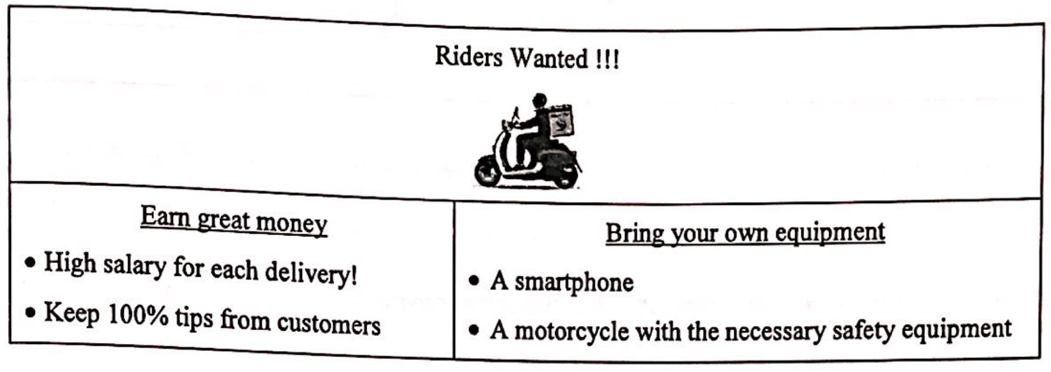 Riders Wanted !!!
Earn great money
• High salary for each delivery!
• Keep 100% tips from customers
Bring your own equipment
• A smartphone
• A motorcycle with the necessary safety equipment